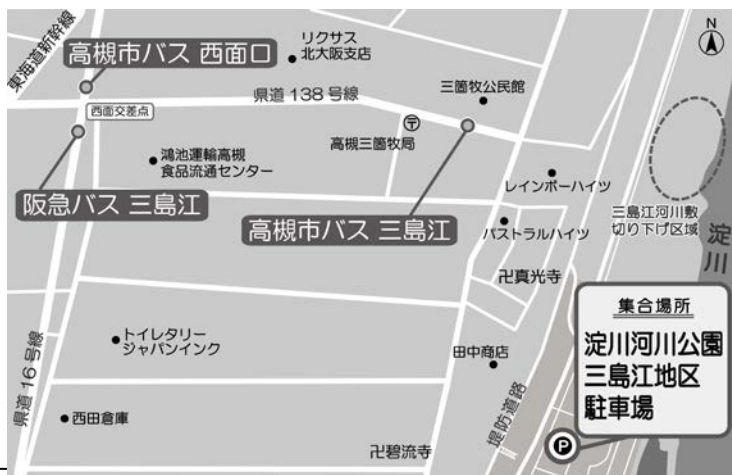 N
東海道新幹線
高槻市バス 西面口
リクサス
北大阪支店
県道 138 号線
三箇牧公民館
西面交差点
高槻三箇牧局
鴻池運輸高槻
食品流通センター
レインボーハイツ
阪急バス 三島江
高槻市バス 三島江
パストラルハイツ
三島江河川敷
切り下げ区域
淀川
卍真光寺
集合場所
淀川河川公園
三島江地区
駐車場
トイレタリー
ジャパンインク
田中商店
県道 16 号線
堤防道路
西田倉庫
卍碧流寺
P